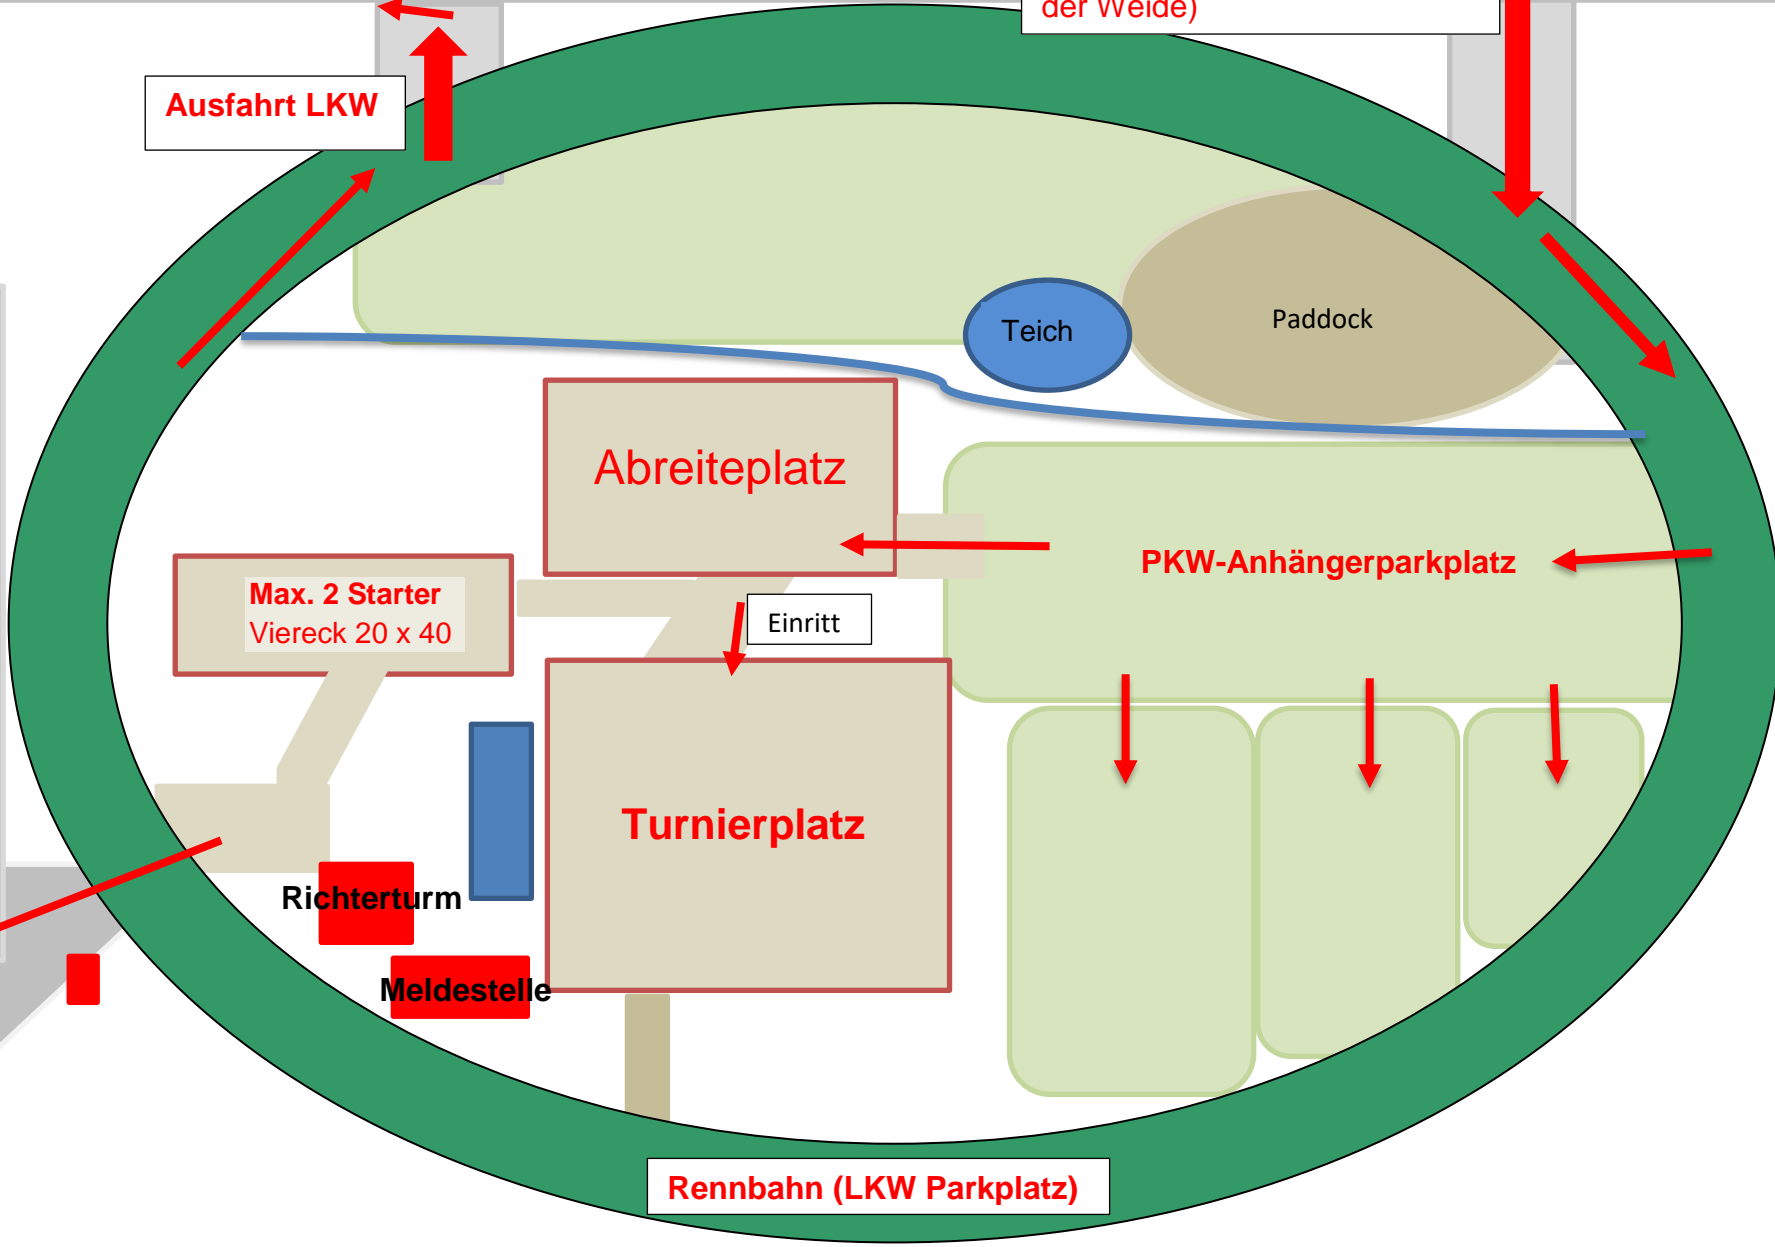 der Weide)
Ausfahrt LKW
Teich
Paddock
Abreiteplatz
PKW-Anhängerparkplatz
Max. 2 Starter
Viereck 20 x 40
Einritt
Turnierplatz
Richterturm
Meldestelle
Rennbahn (LKW Parkplatz)